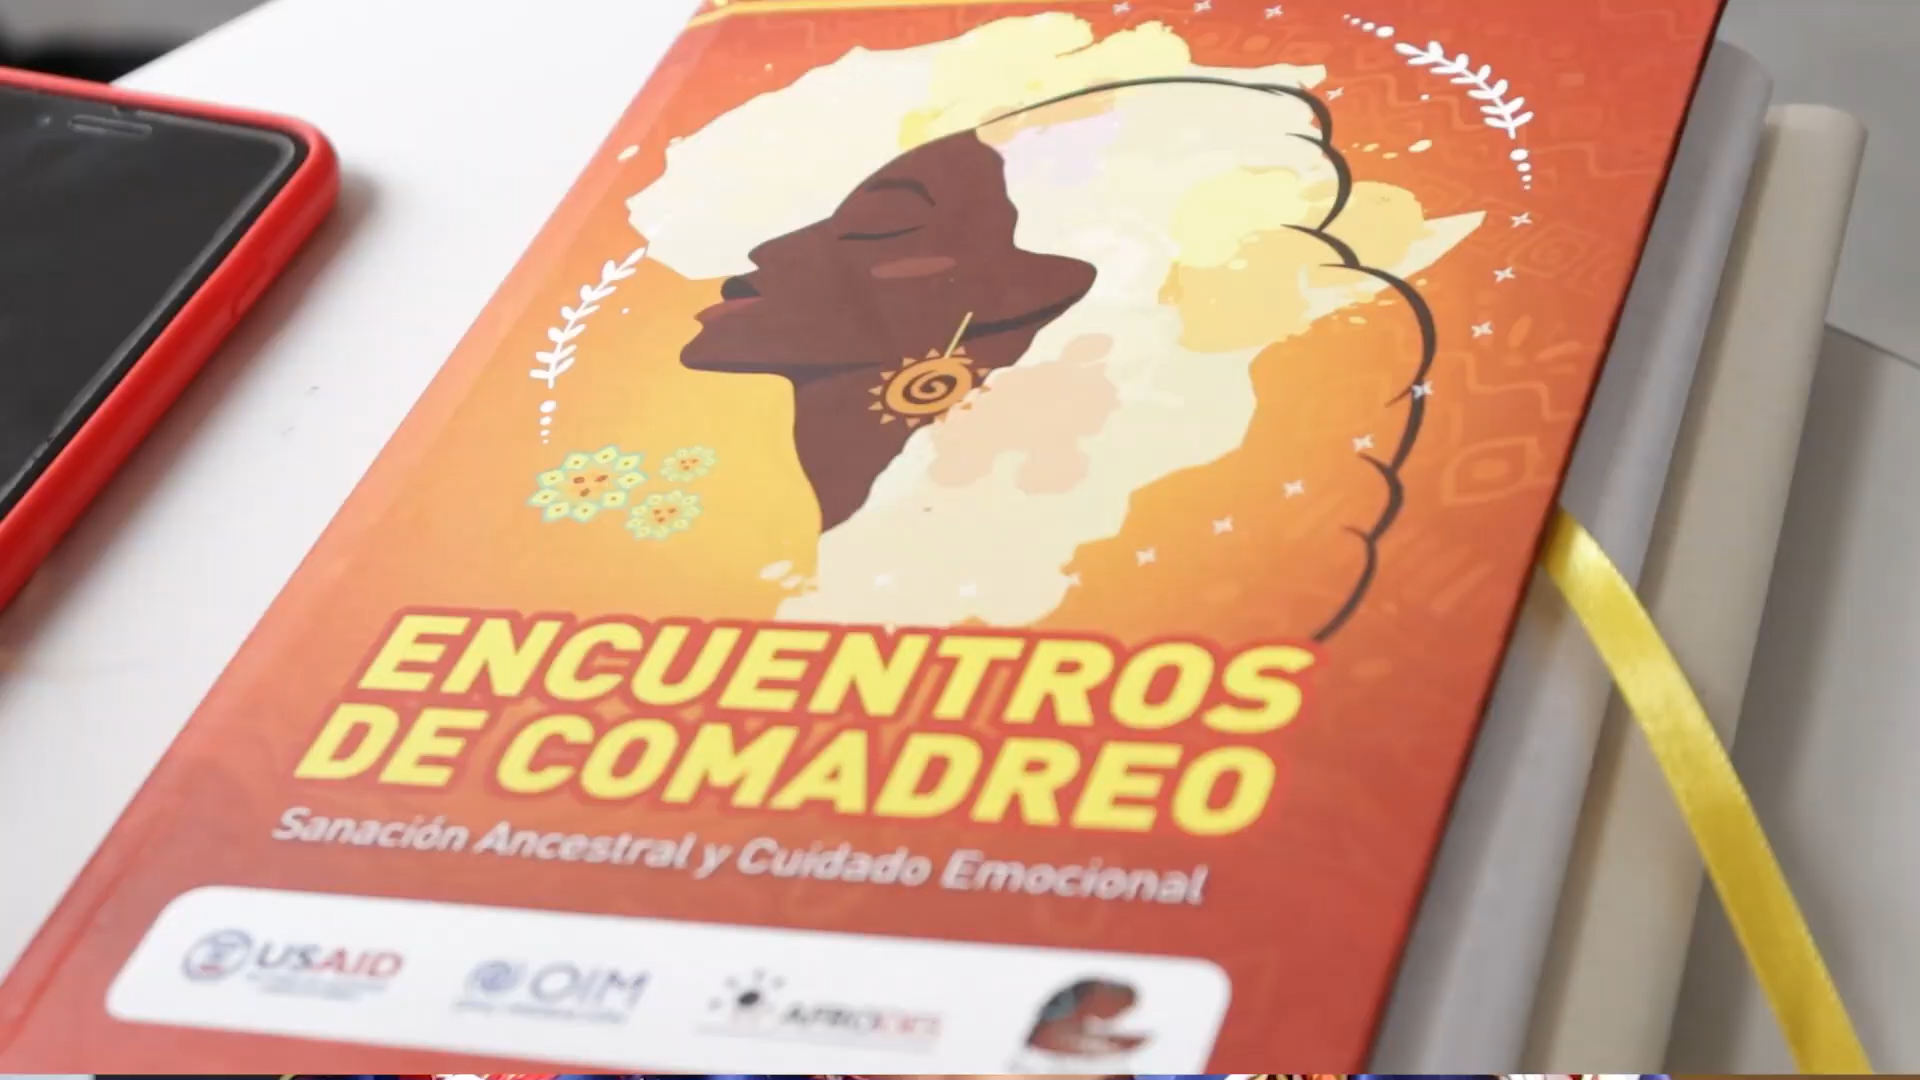 ENCUENTROS
DE COMADREO
Sanación Ancestral y Cuidado Emocional
USAID
OIM